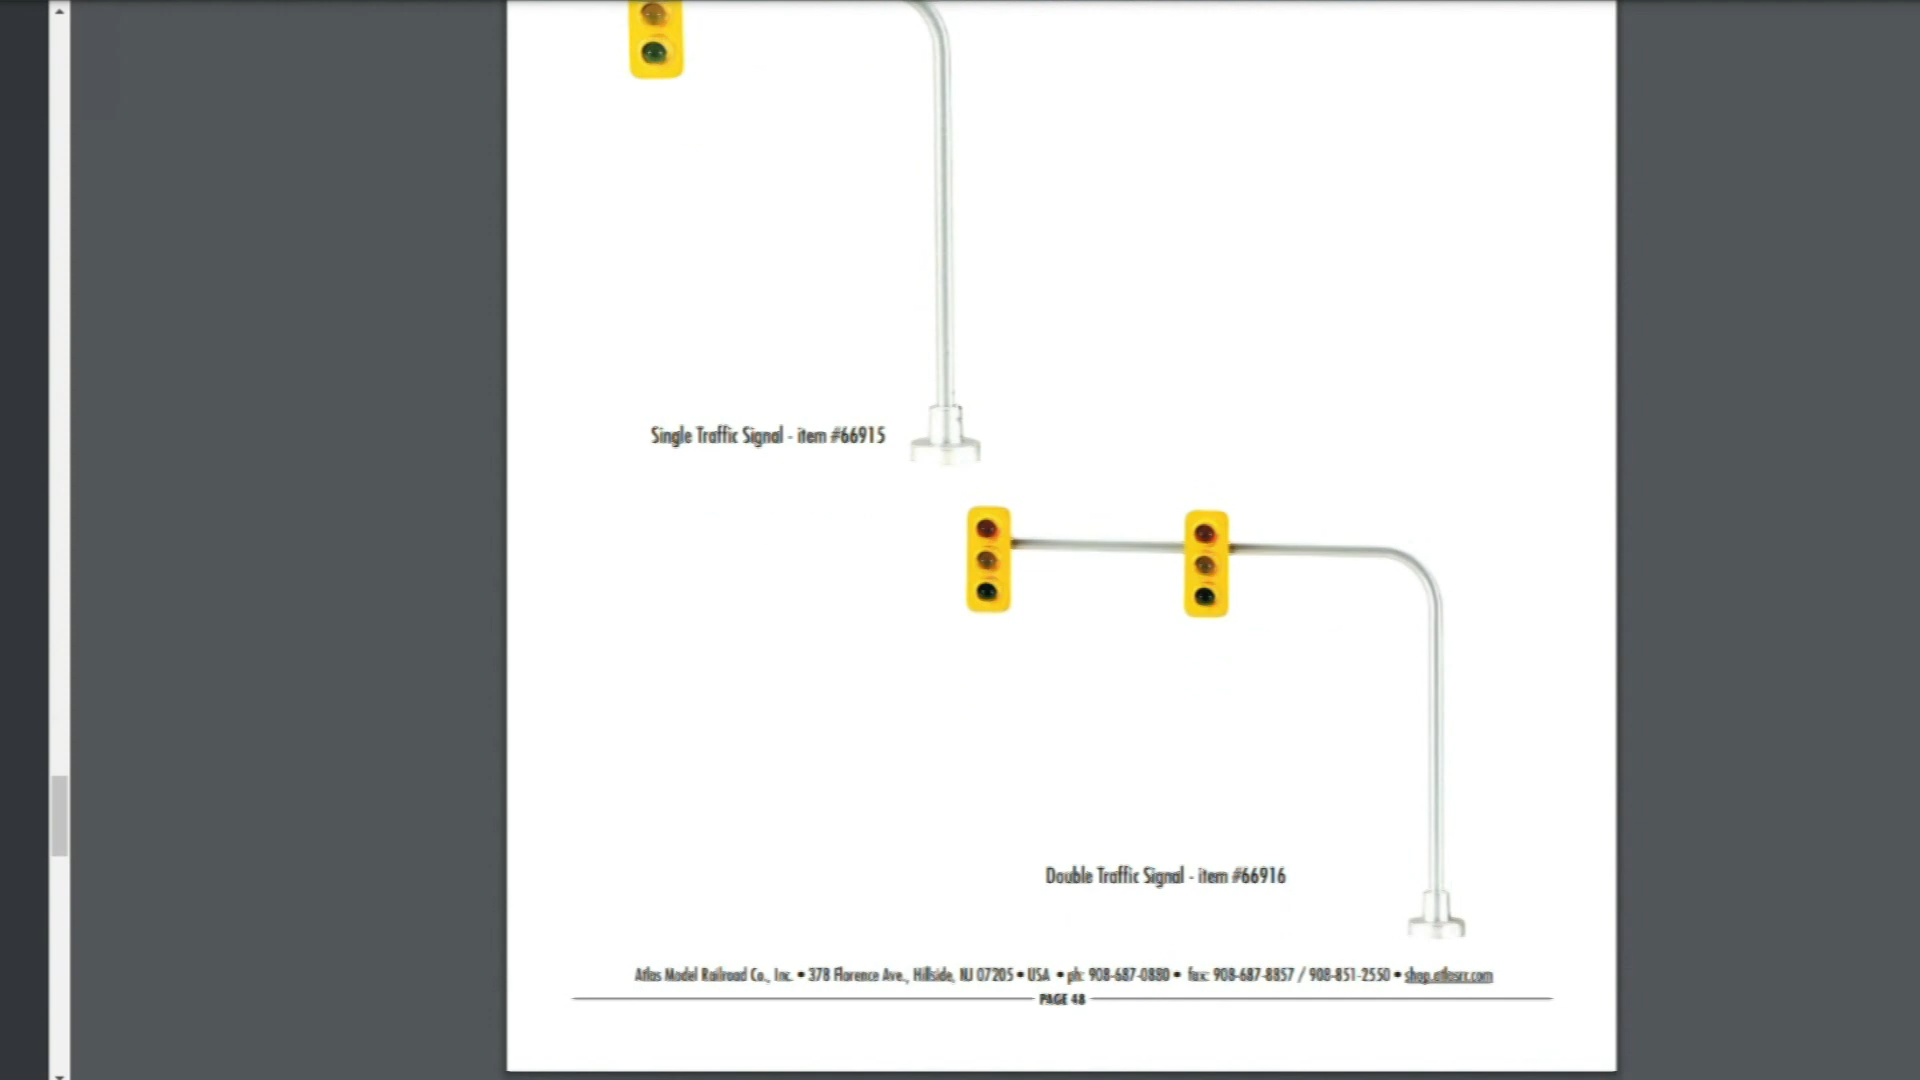 Single Traffic Signal - item #66915
Double Traffic Signal - item #66916
Atlas Model Railroad Co., Inc. • 378 Florence Ave., Hillside, NJ 07205 • USA • ph: 908-687-0880 • fax: 908-687-8857 / 908-851-2550 • shop.atlasrr.com
PAGE 48